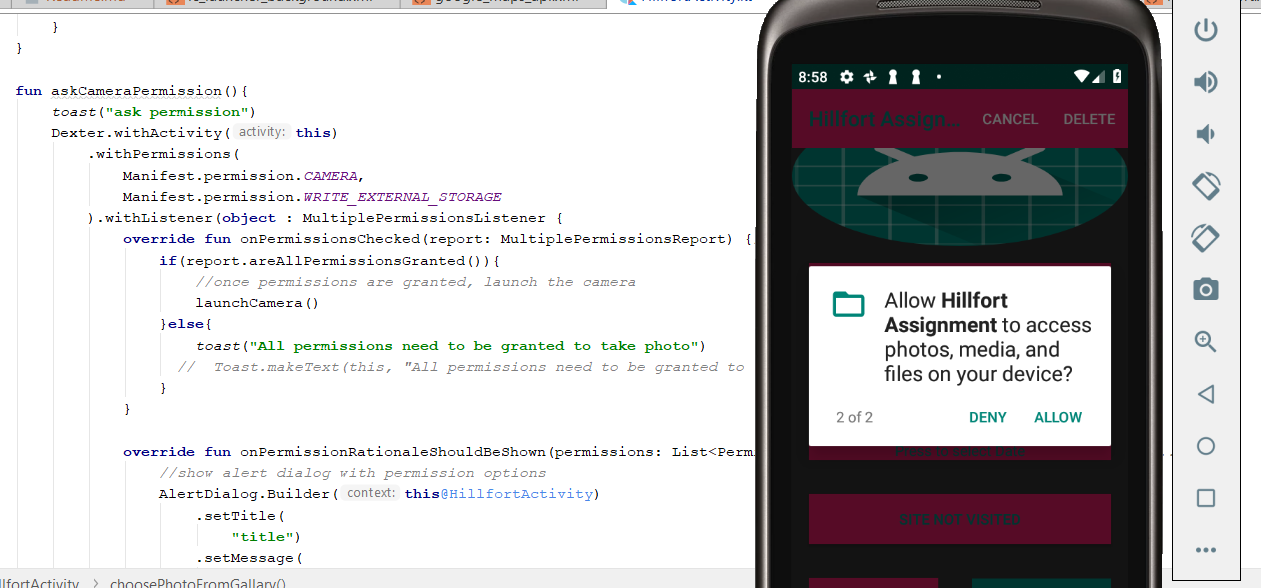 }
}
fun askCameraPermission(){
toast("ask permission")
Dexter.withActivity( activity: this)
.withPermissions(
Manifest.permission.CAMERA,
Manifest.permission.WRITE_EXTERNAL_STORAGE
).withListener(object : MultiplePermissionsListener {
override fun onPermissionsChecked(report: MultiplePermissionsReport) {
if(report.areAllPermissionsGranted()){
//once permissions are granted, launch the camera
launchCamera()
}else{
toast("All permissions need to be granted to take photo")
// Toast.makeText(this, "All permissions need to be granted to
}
}
override fun onPermissionRationaleShouldBeShown(permissions: List<Perm
//show alert dialog with permission options
AlertDialog.Builder( context: this@HillfortActivity)
.setTitle(
"title")
.setMessage(
llfortActivity > choosePhotoFromGallary()
8:58
Hillfort Assign... CANCEL DELETE
Allow Hillfort
Assignment to access
photos, media, and
files on your device?
2 of 2 DENY ALLOW
SITE NOT VISITED